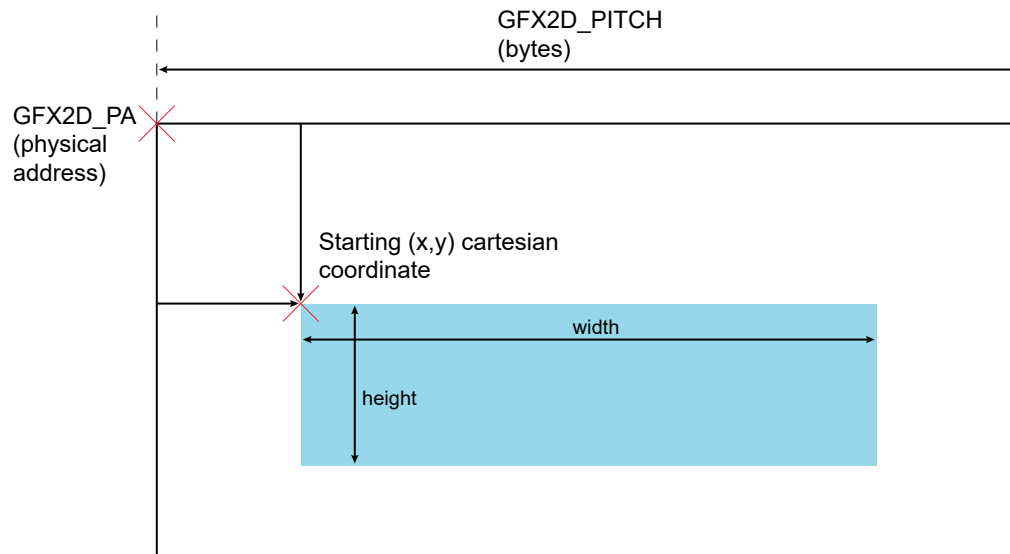 GFX2D_PITCH
(bytes)
GFX2D_PA
(physical
address)
Starting (x,y) cartesian
coordinate
width
height